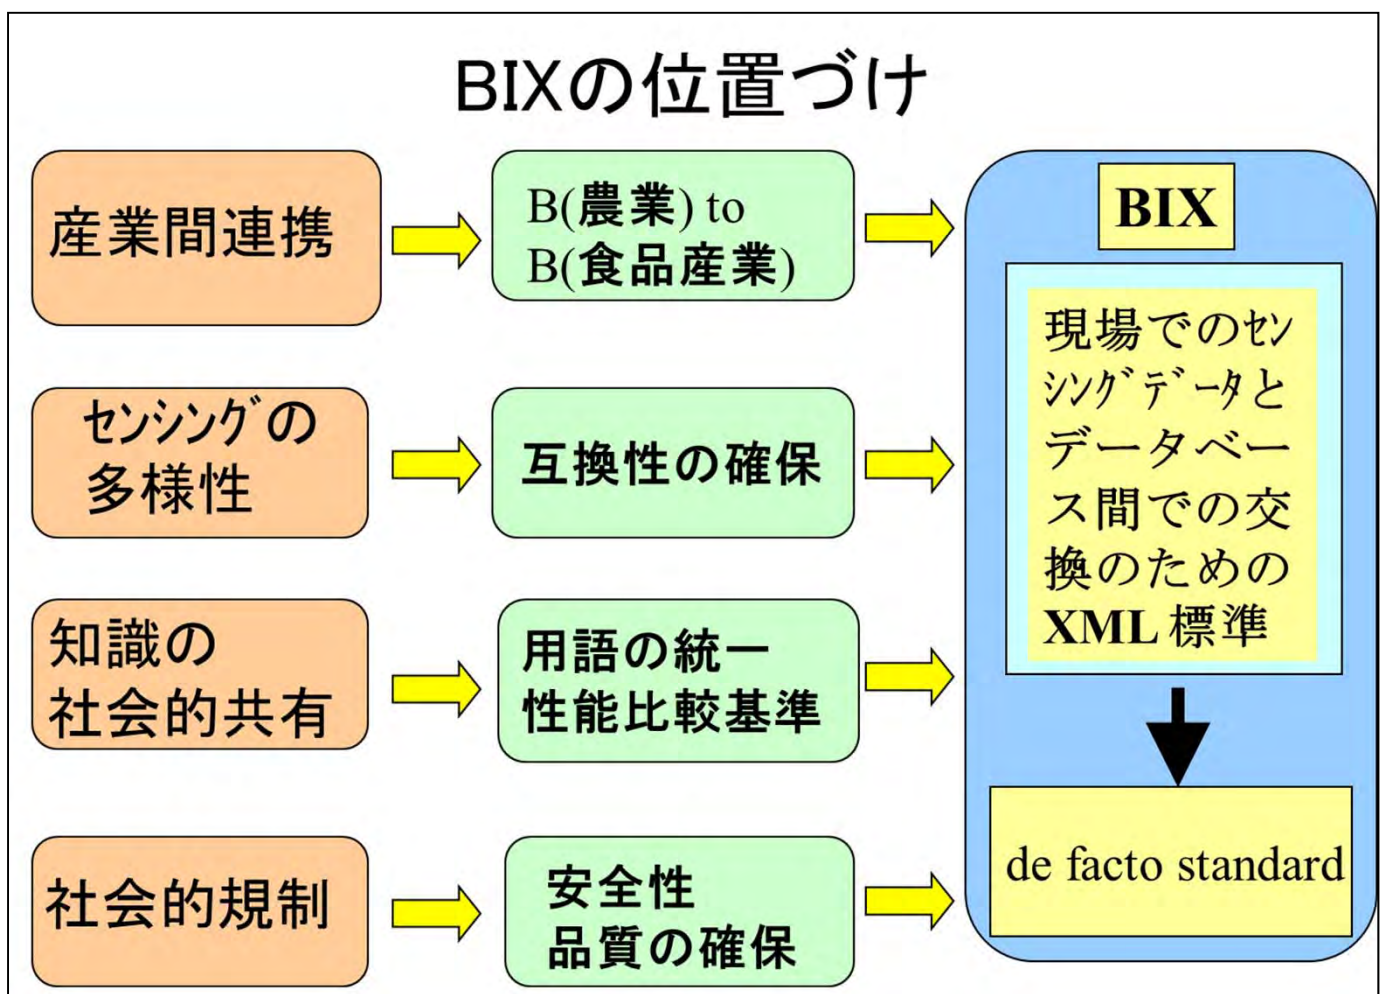 BIXの位置づけ
産業間連携
B(農業) to
B(食品産業)
センシングの
多様性
互換性の確保
知識の
社会的共有
用語の統一
性能比較基準
社会的規制
安全性
品質の確保
BIX
現場でのセン
シングデータと
データベー
ス間での交
換のための
XML 標準
de facto standard